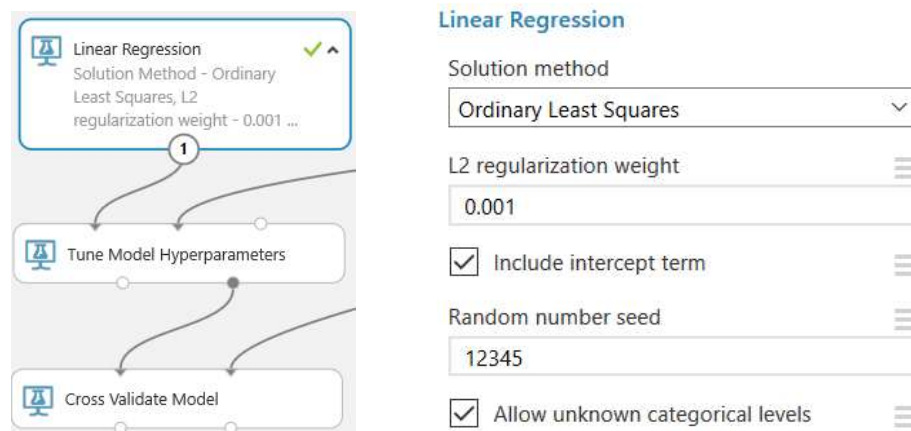 Linear Regression
Solution Method - Ordinary
Least Squares, L2
regularization weight - 0.001 ...
1
Tune Model Hyperparameters
Cross Validate Model
Linear Regression
Solution method
Ordinary Least Squares
L2 regularization weight
0.001
Include intercept term
Random number seed
12345
Allow unknown categorical levels